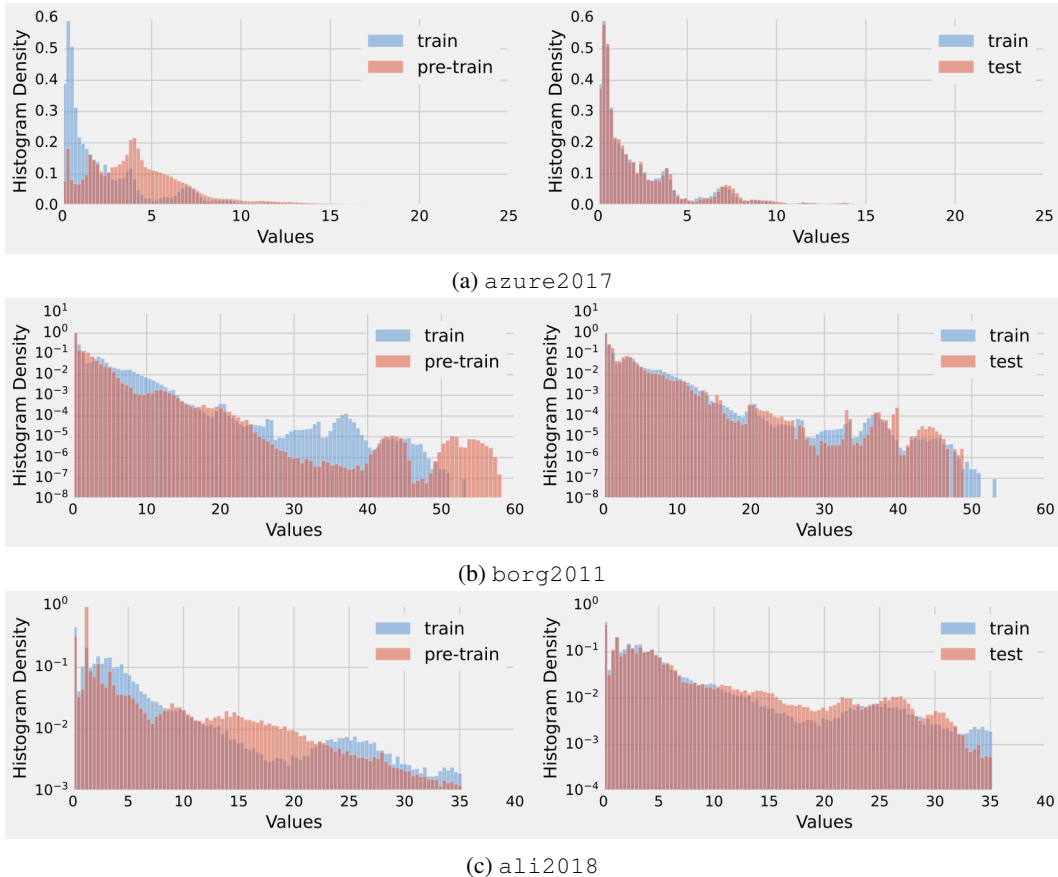 0.6
0.5
0.4
0.3
0.2
0.1
0.0
Histogram Density
train
pre-train
0 5 10 15 20 25
Values
0.6
0.5
0.4
0.3
0.2
0.1
0.0
Histogram Density
train
test
0 5 10 15 20 25
Values
(a) azure2017
10¹
10⁰
10⁻¹
10⁻²
10⁻³
10⁻⁴
10⁻⁵
10⁻⁶
10⁻⁷
10⁻⁸
Histogram Density
train
pre-train
0 10 20 30 40 50 60
Values
10¹
10⁰
10⁻¹
10⁻²
10⁻³
10⁻⁴
10⁻⁵
10⁻⁶
10⁻⁷
10⁻⁸
Histogram Density
train
test
0 10 20 30 40 50 60
Values
(b) borg2011
10⁰
10⁻¹
10⁻²
10⁻³
Histogram Density
train
pre-train
0 5 10 15 20 25 30 35 40
Values
10⁰
10⁻¹
10⁻²
10⁻³
10⁻⁴
Histogram Density
train
test
0 5 10 15 20 25 30 35 40
Values
(c) ali2018